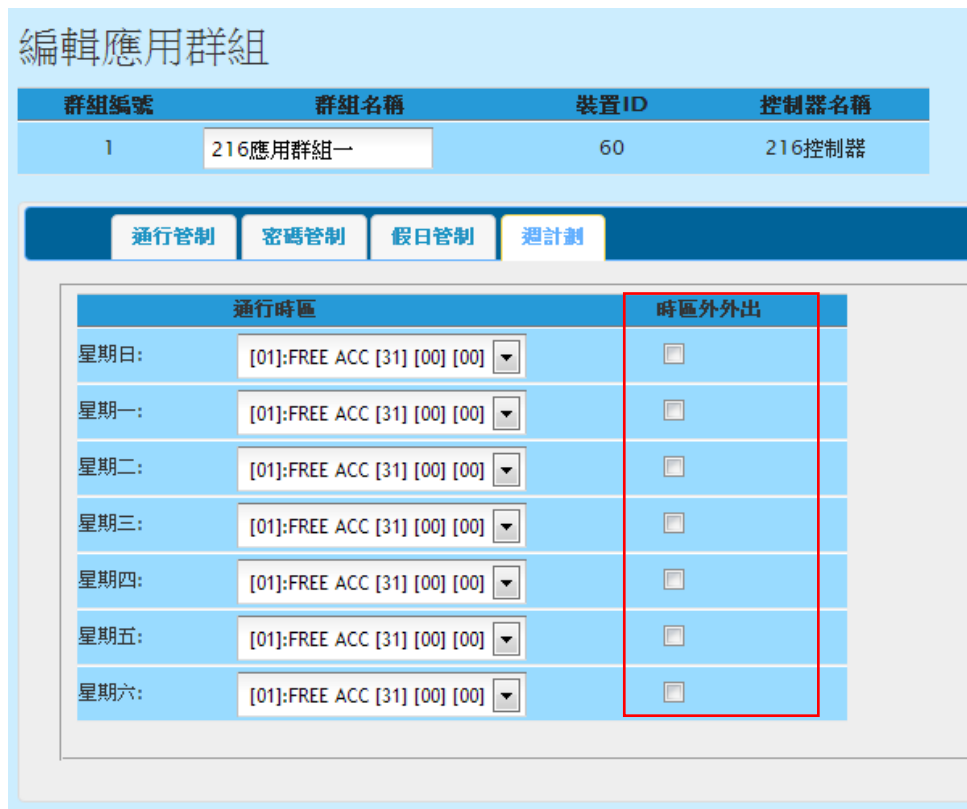 編輯應用群組
群組編號 群組名稱 裝置ID 控制器名稱
1 216應用群組一 60 216控制器
通行管制 密碼管制 假日管制 週計劃
通行時區 時區外外出
星期日: [01]:FREE ACC [31] [00] [00]
星期一: [01]:FREE ACC [31] [00] [00]
星期二: [01]:FREE ACC [31] [00] [00]
星期三: [01]:FREE ACC [31] [00] [00]
星期四: [01]:FREE ACC [31] [00] [00]
星期五: [01]:FREE ACC [31] [00] [00]
星期六: [01]:FREE ACC [31] [00] [00]